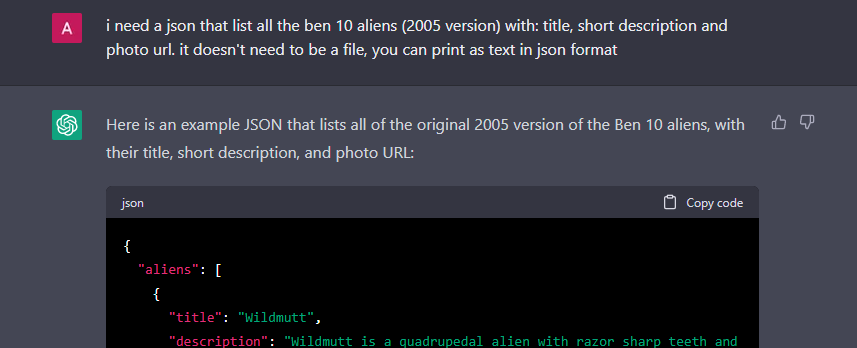 A
i need a json that list all the ben 10 aliens (2005 version) with: title, short description and
photo url. it doesn't need to be a file, you can print as text in json format
Here is an example JSON that lists all of the original 2005 version of the Ben 10 aliens, with
their title, short description, and photo URL:
json Copy code
{
"aliens": [
{
"title": "Wildmutt",
"description": "Wildmutt is a quadrupedal alien with razor sharp teeth and